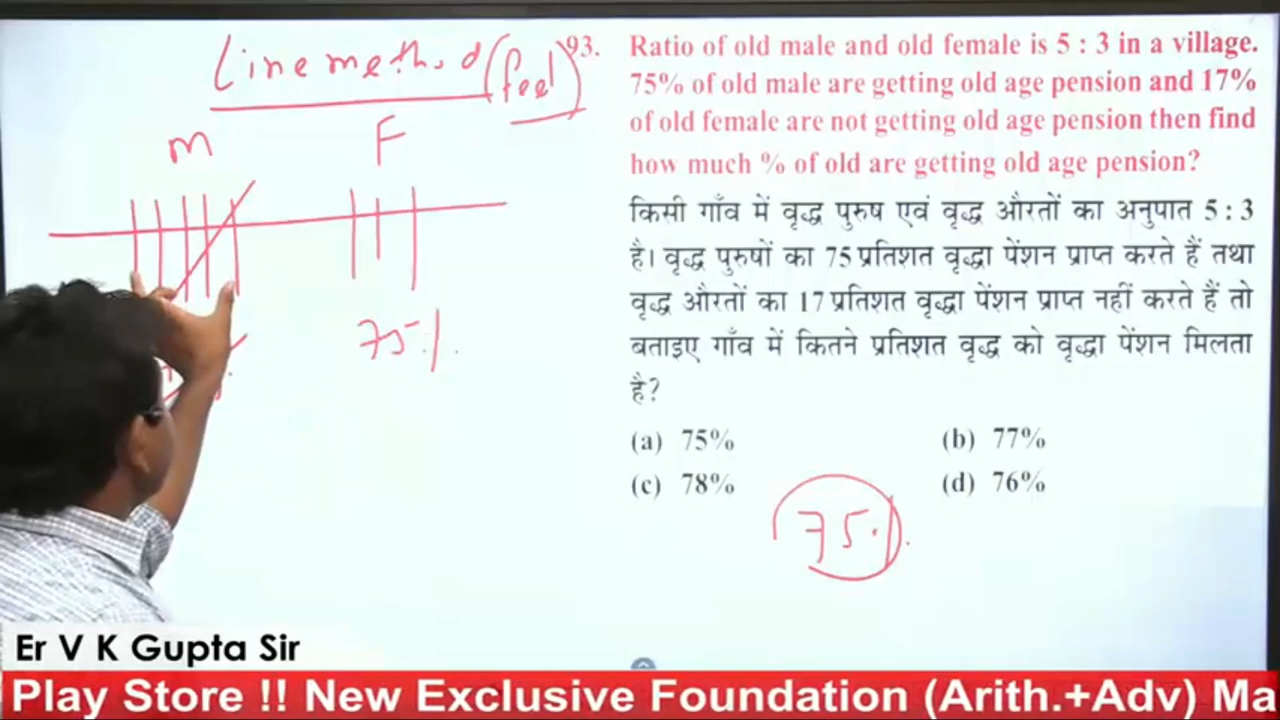 Line method (feel)
M F
75%.
93. Ratio of old male and old female is 5 : 3 in a village.
75% of old male are getting old age pension and 17%
of old female are not getting old age pension then find
how much % of old are getting old age pension?
किसी गाँव में वृद्ध पुरुष एवं वृद्ध औरतों का अनुपात 5 : 3
है। वृद्ध पुरुषों का 75 प्रतिशत वृद्धा पेंशन प्राप्त करते हैं तथा
वृद्ध औरतों का 17 प्रतिशत वृद्धा पेंशन प्राप्त नहीं करते हैं तो
बताइए गाँव में कितने प्रतिशत वृद्ध को वृद्धा पेंशन मिलता
है?
(a) 75% (b) 77%
(c) 78% (d) 76%
75%.
Er V K Gupta Sir
Play Store !! New Exclusive Foundation (Arith.+Adv) Ma